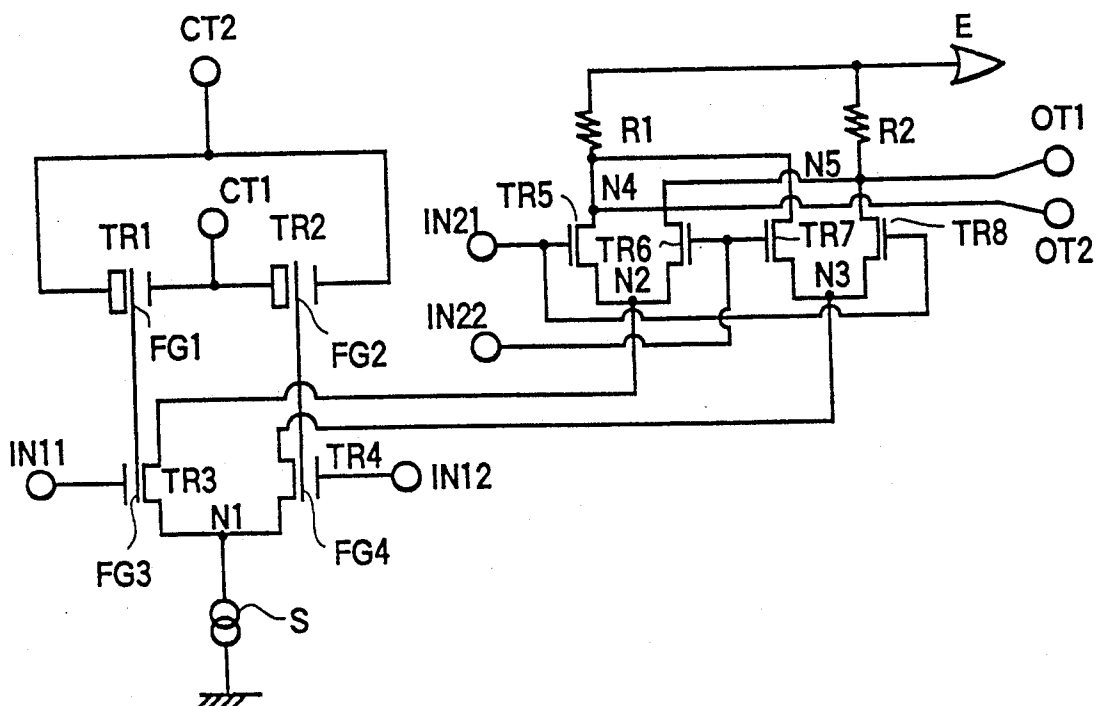 CT2
E
R1
R2
OT1
CT1
N4
N5
TR1
TR2
TR5
IN21
TR6
TR7
TR8
OT2
N2
N3
IN22
FG1
FG2
IN11
TR3
TR4
IN12
N1
FG3
FG4
S